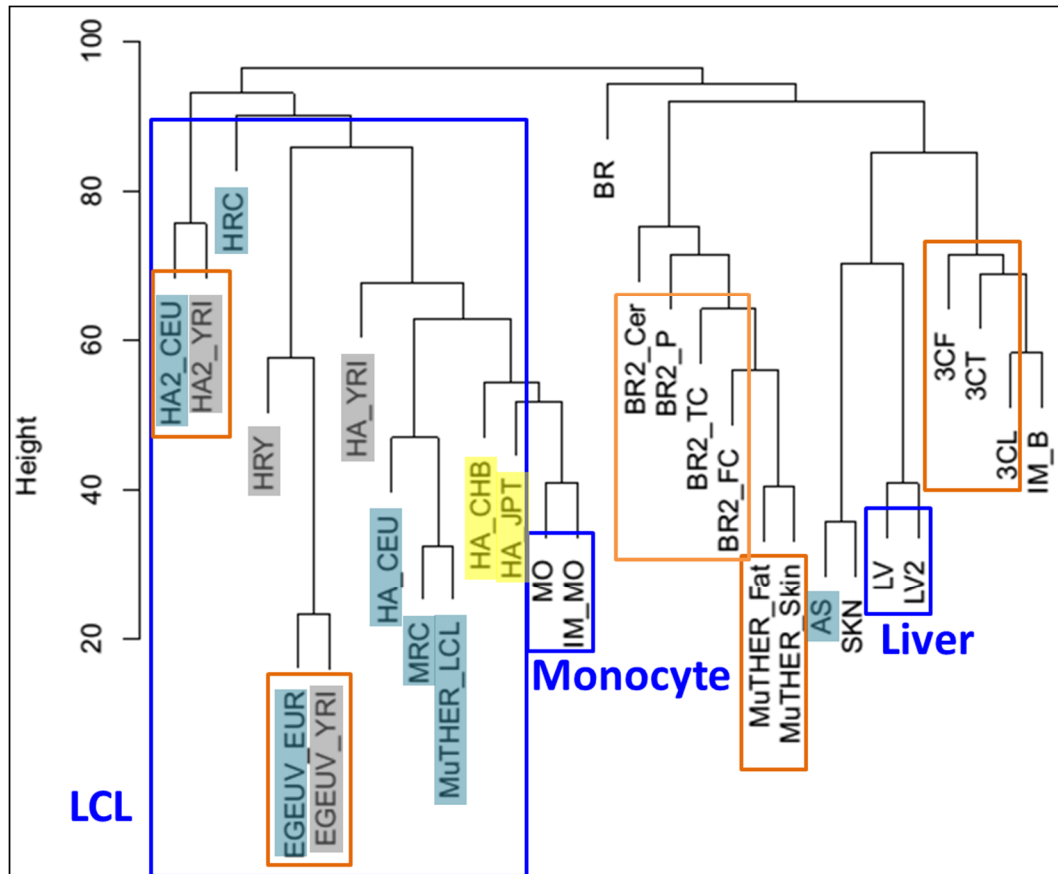 Height
100
80
60
40
20
HA2_CEU
HA2_YRI
HRC
HRY
EGEUV_EUR
EGEUV_YRI
HA_YRI
HA_CEU
MRC
MuTHER_LCL
HA_CHB
HA_JPT
MO
IM_MO
BR
BR2_Cer
BR2_P
BR2_TC
BR2_FC
MuTHER_Fat
MuTHER_Skin
AS
SKN
LV
LV2
3CF
3CT
3CL
IM_B
LCL
Monocyte
Liver